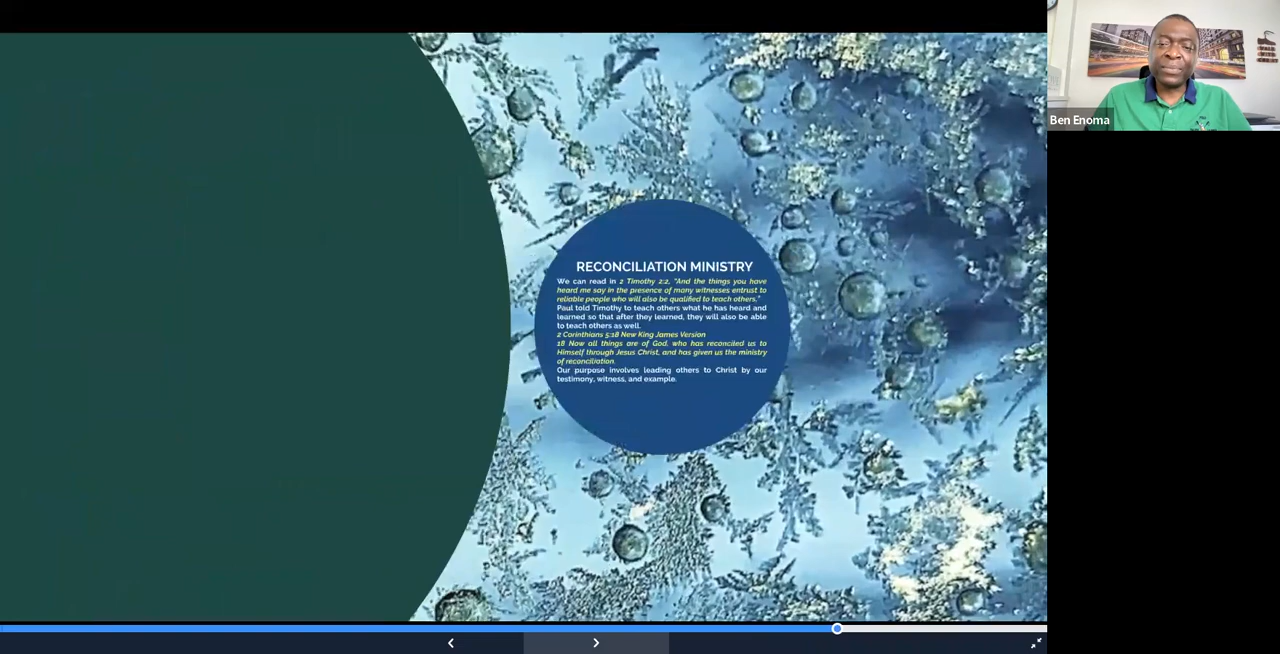 RECONCILIATION MINISTRY
We can read in 2 Timothy 2:2, "And the things you have
heard me say in the presence of many witnesses entrust to
reliable people who will also be qualified to teach others."
Paul told Timothy to teach others what he has heard and
learned so that after they learned, they will also be able
to teach others as well.
2 Corinthians 5:18 New King James Version
18 Now all things are of God, who has reconciled us to
Himself through Jesus Christ, and has given us the ministry
of reconciliation.
Our purpose involves leading others to Christ by our
testimony, witness, and example.
Ben Enoma